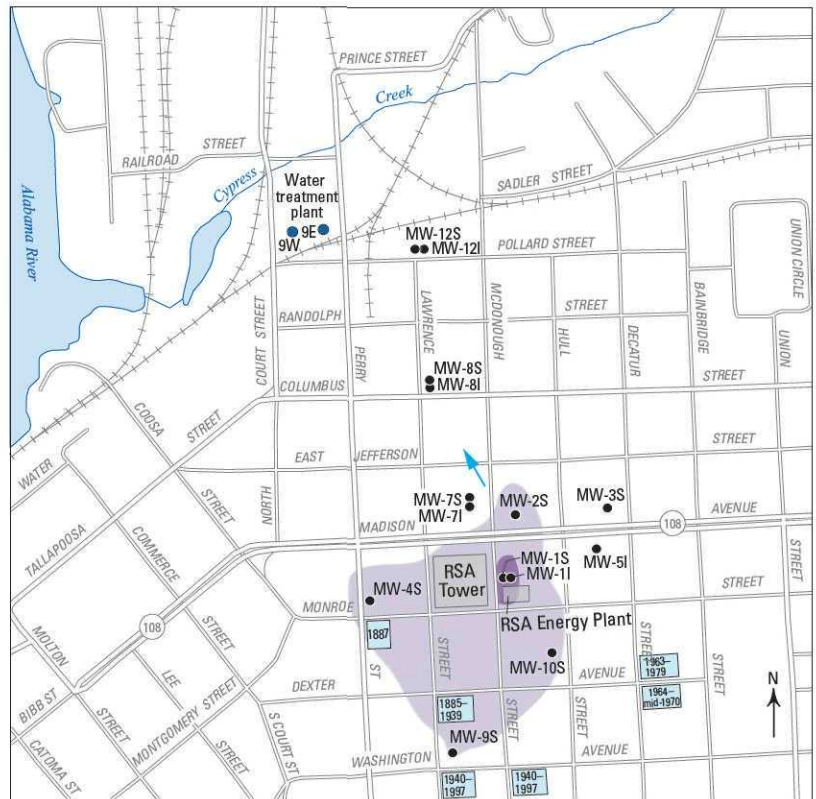 PRINCE STREET
Creek
RAILROAD STREET
Cypress
SADLER STREET
Alabama River
Water
treatment
plant
9E
9W
MW-12S
MW-12I
POLLARD STREET
UNION CIRCLE
RANDOLPH
STREET
COURT STREET
PERRY
LAWRENCE
MCDONOUGH
HULL
DECATUR
BAINBRIDGE
UNION
MW-8S
MW-8I
COLUMBUS
STREET
COOSA
STREET
EAST JEFFERSON
STREET
WATER
MW-7S
MW-7I
MW-2S
MW-3S
MADISON
AVENUE
108
NORTH
STREET
TALLAPOOSA
COMMERCE
MW-1S
MW-1I
MW-5I
RSA
Tower
MW-4S
MONROE
STREET
STREET
RSA Energy Plant
108
1887
MOLTON
STREET
STREET
STREET
MW-10S
1963–
1979
STREET
N
LEE
DEXTER
AVENUE
1964–
mid-1970
BIBB ST
MONTGOMERY STREET
ST
1885–
1939
STREET
STREET
STREET
S COURT ST
MW-9S
STREET
CATOMA ST
WASHINGTON
AVENUE
1940–
1997
1940–
1997